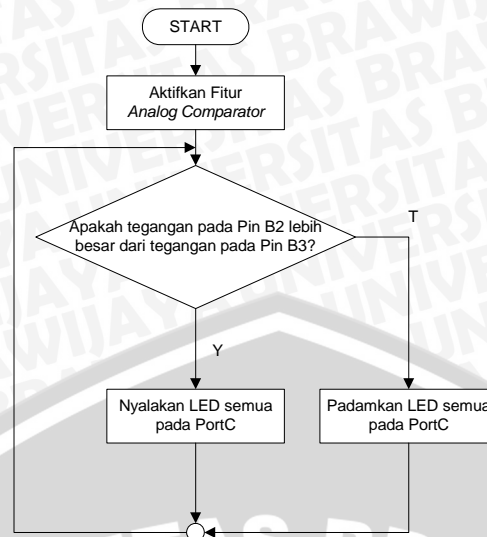 START
Aktifkan Fitur
Analog Comparator
Apakah tegangan pada Pin B2 lebih
besar dari tegangan pada Pin B3?
T
Y
Nyalakan LED semua
pada PortC
Padamkan LED semua
pada PortC